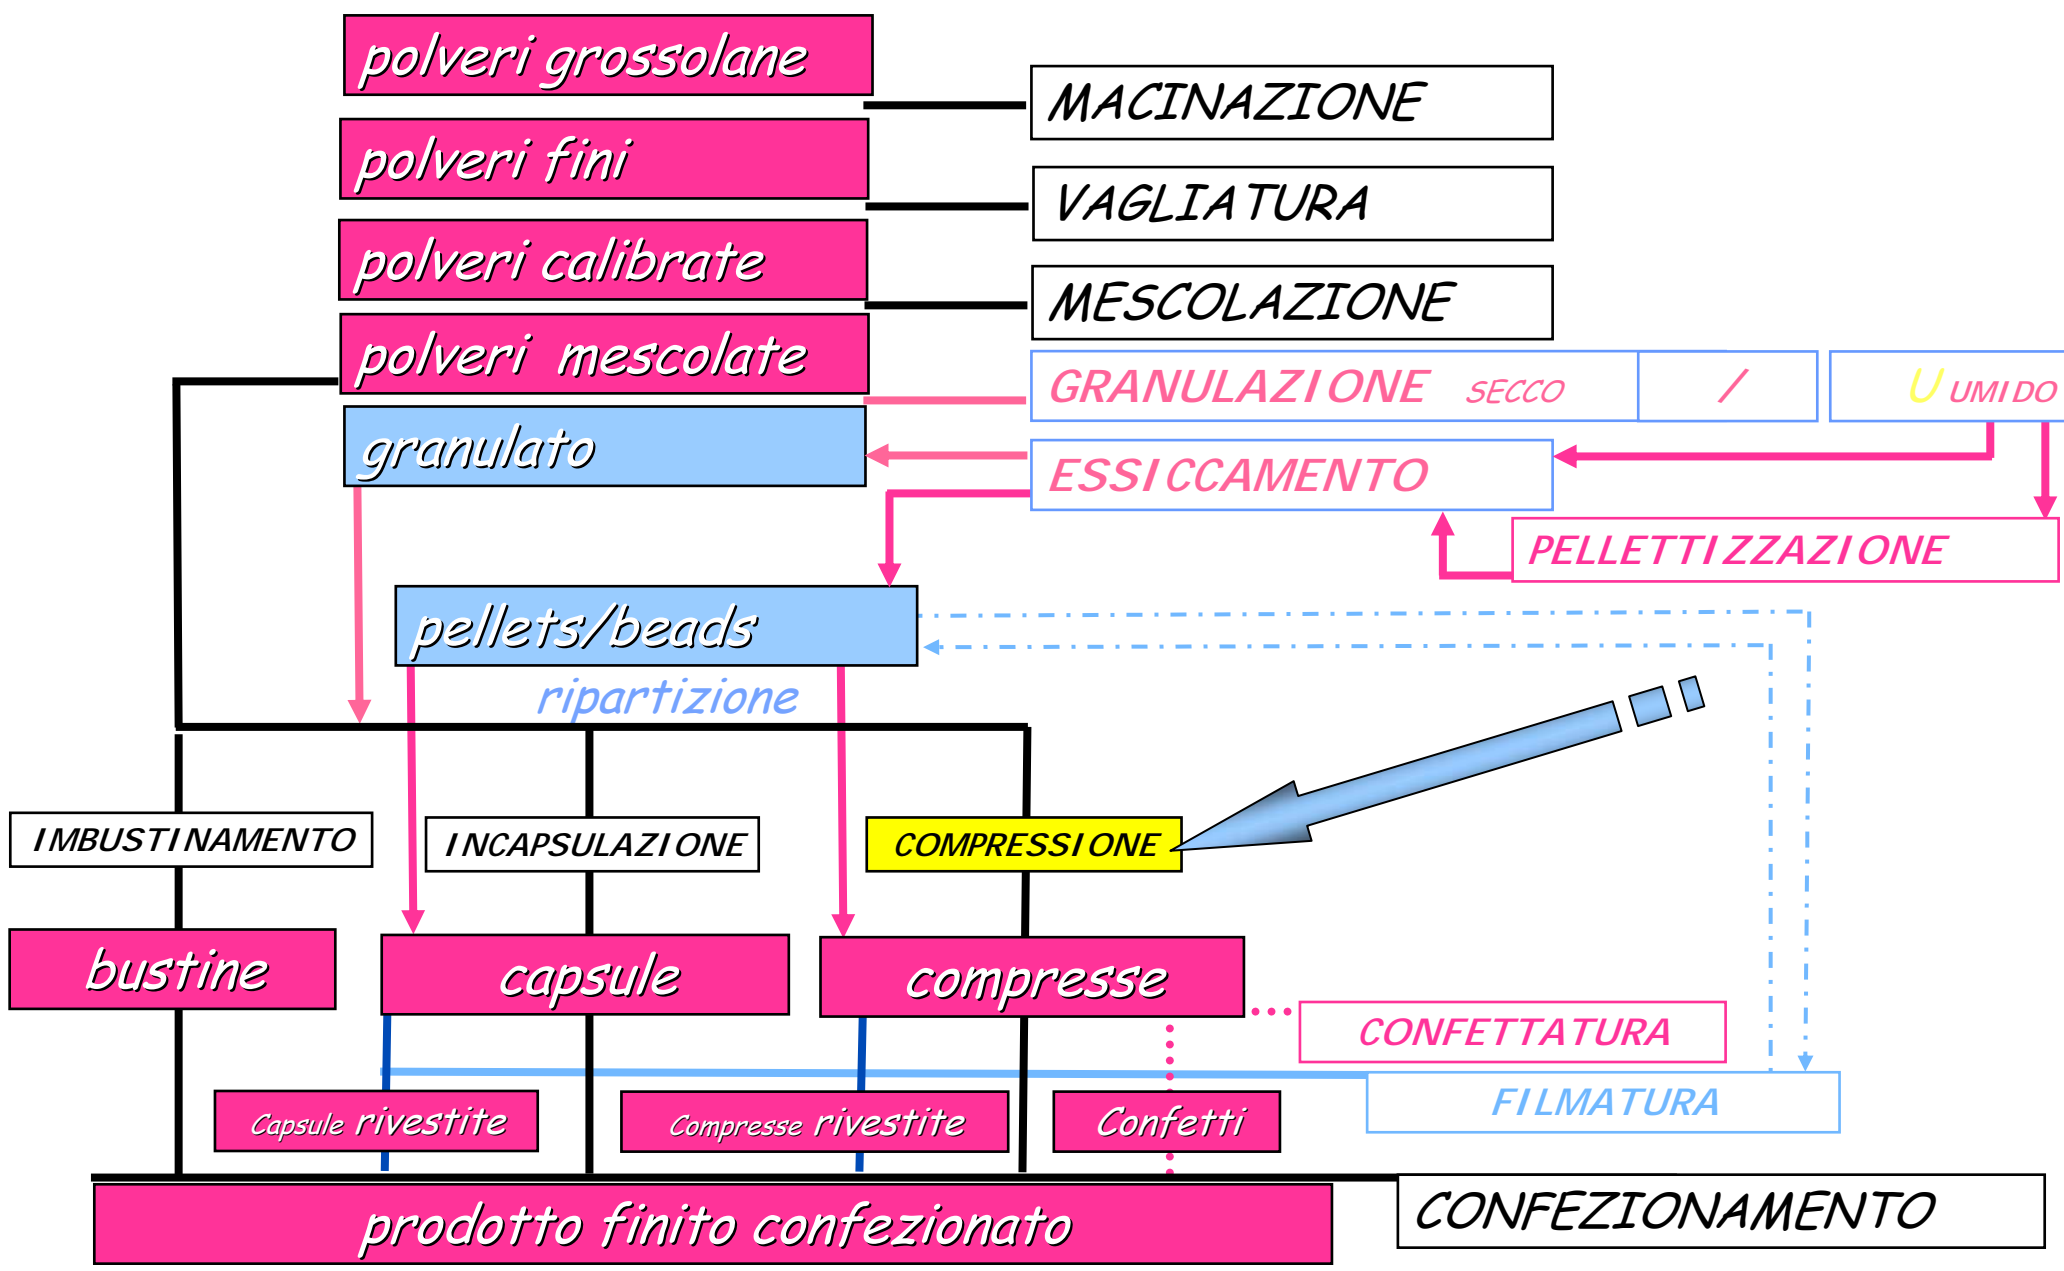 polveri grossolane
MACINAZIONE
polveri fini
VAGLIATURA
polveri calibrate
MESCOLAZIONE
polveri mescolate
GRANULAZIONE SECCO / U UMIDO
granulato
ESSICCAMENTO
PELLETTIZZAZIONE
pellets/beads
ripartizione
IMBUSTINAMENTO
INCAPSULAZIONE
COMPRESSIONE
bustine
capsule
compresse
CONFETTATURA
FILMATURA
Capsule rivestite
Compresse rivestite
Confetti
CONFEZIONAMENTO
prodotto finito confezionato